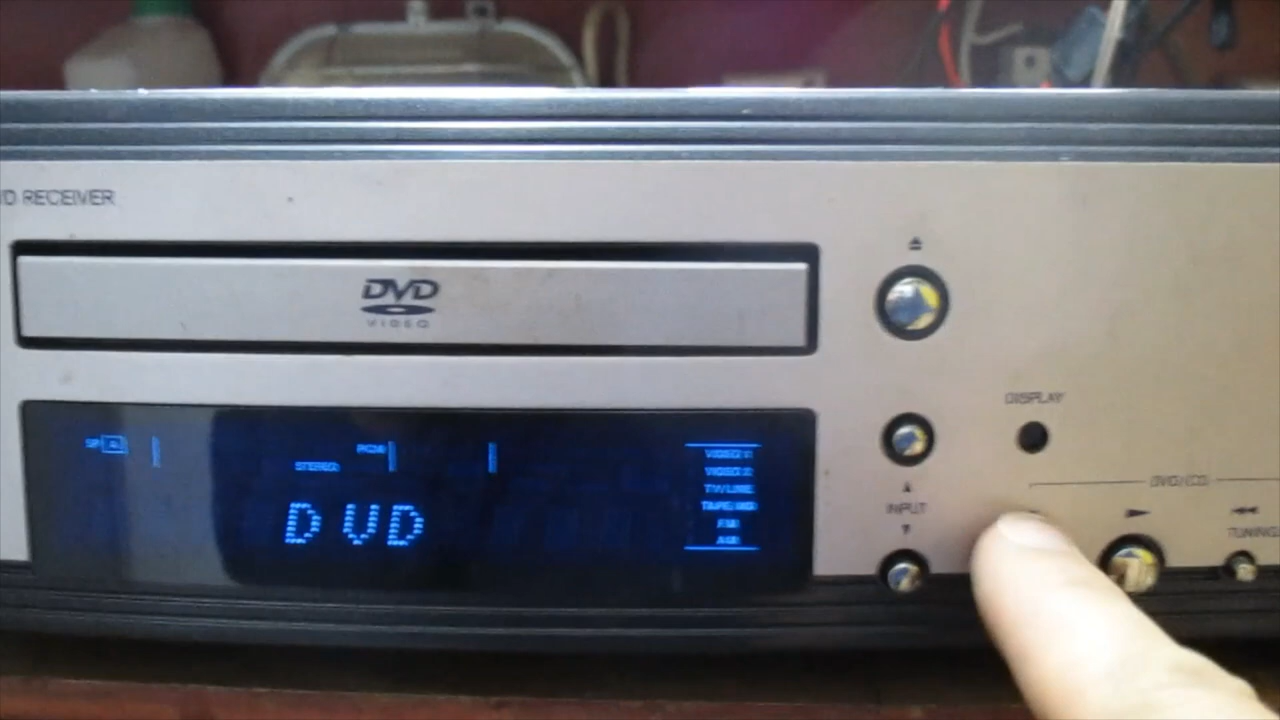 RECEIVER
DVD
VIDEO
DISPLAY
STEREO
PCM
VIDEO 1
VIDEO 2
TV/LINE
TAPE/MD
FM
AM
DVD
INPUT
DVD/CD
TUNING